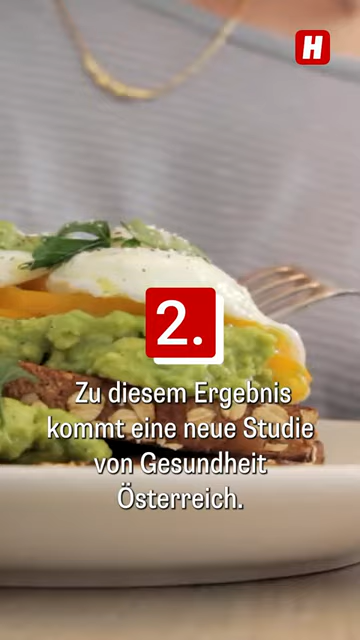 H
2.
Zu diesem Ergebnis
kommt eine neue Studie
von Gesundheit
Österreich.